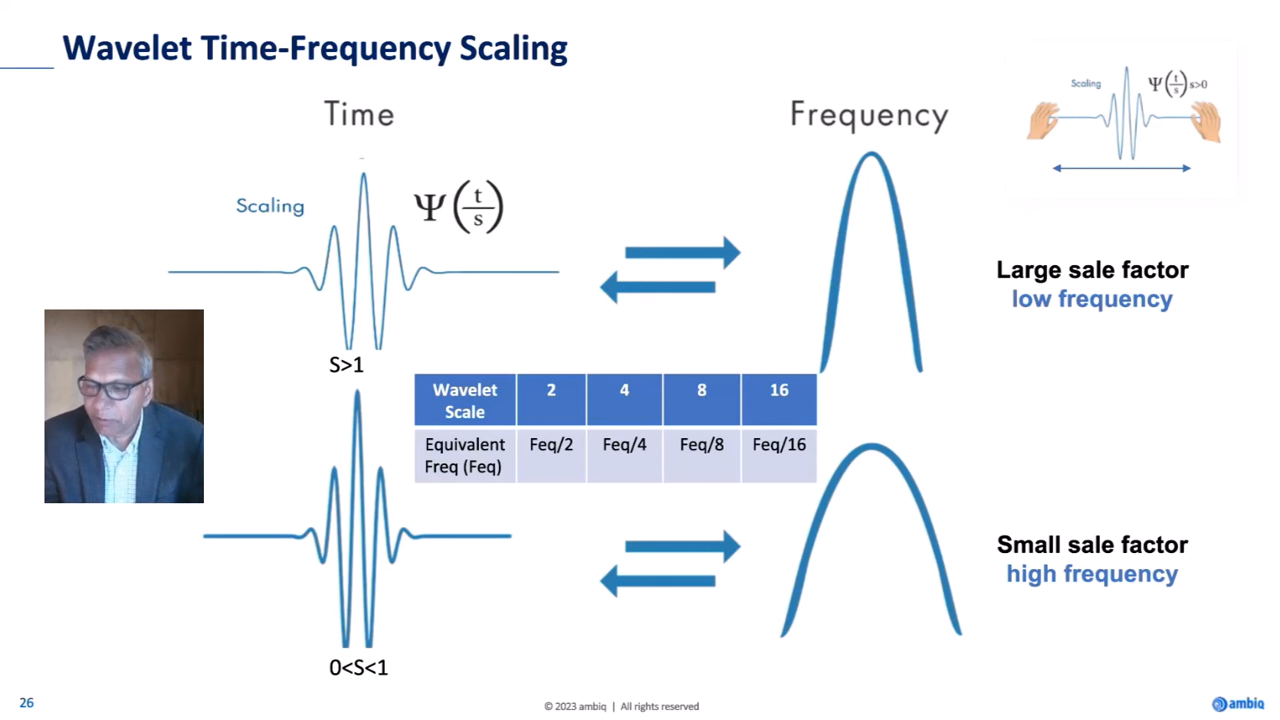 Wavelet Time-Frequency Scaling
Time
Frequency
Scaling
Ψ(t/s) s>0
Scaling
Ψ(t/s)
Large sale factor
low frequency
S>1
Wavelet Scale 2 4 8 16
Equivalent Freq (Feq) Feq/2 Feq/4 Feq/8 Feq/16
Small sale factor
high frequency
0<S<1
26
© 2023 ambiq | All rights reserved
ambiq